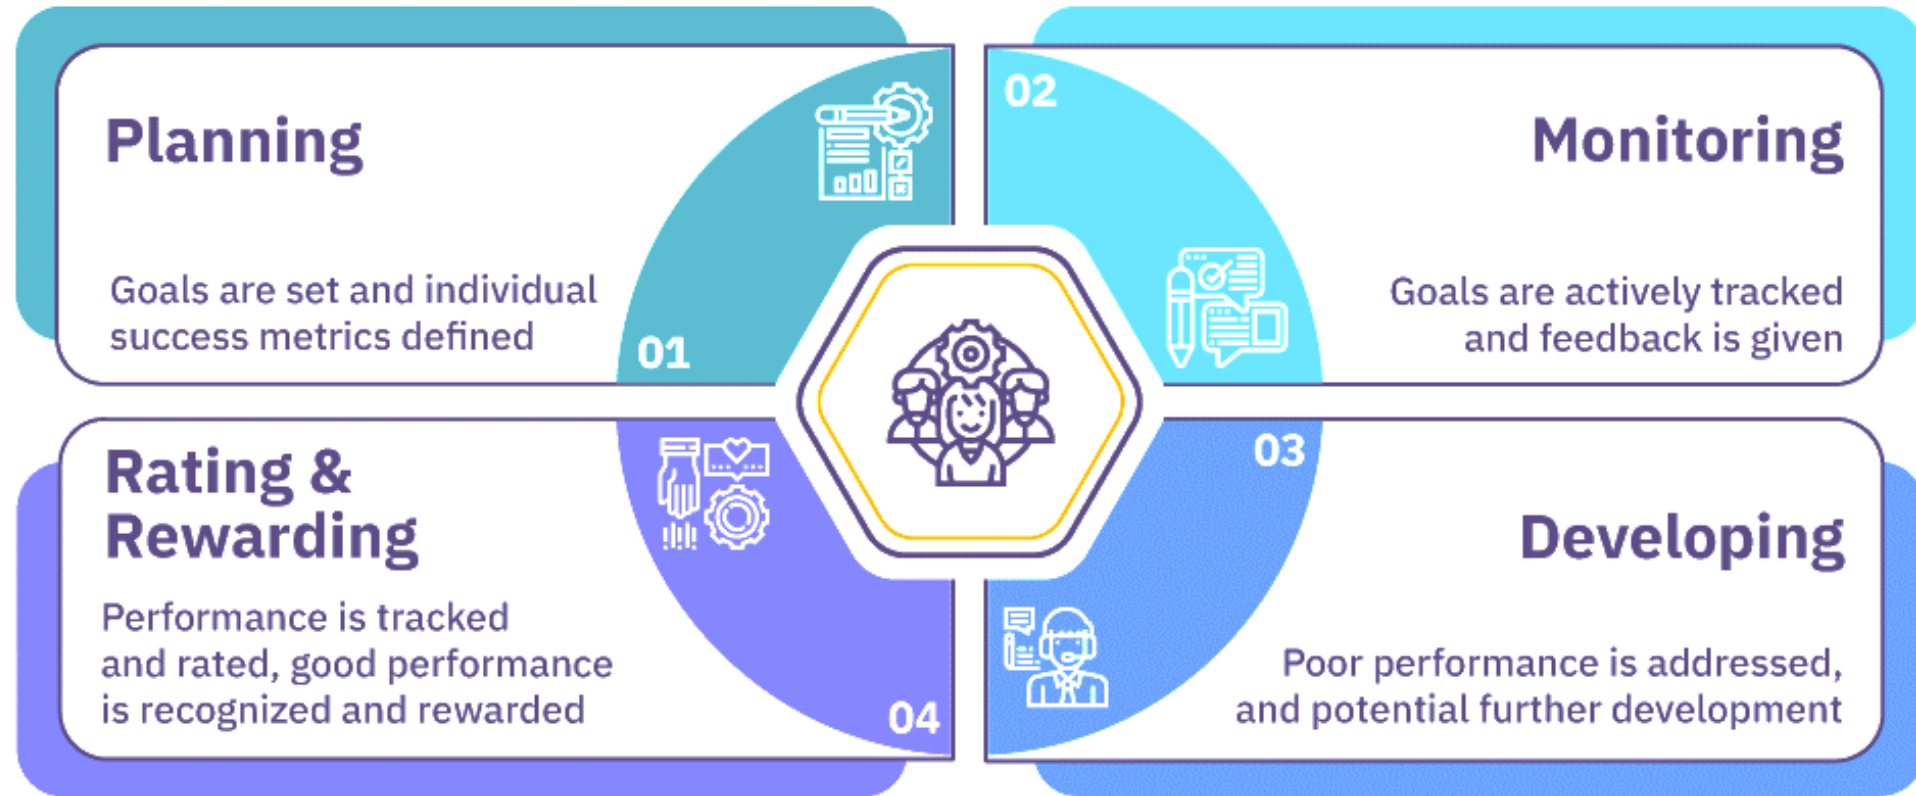 Planning
Goals are set and individual
success metrics defined
01
02
Monitoring
Goals are actively tracked
and feedback is given
03
Developing
Poor performance is addressed,
and potential further development
Rating &
Rewarding
Performance is tracked
and rated, good performance
is recognized and rewarded
04